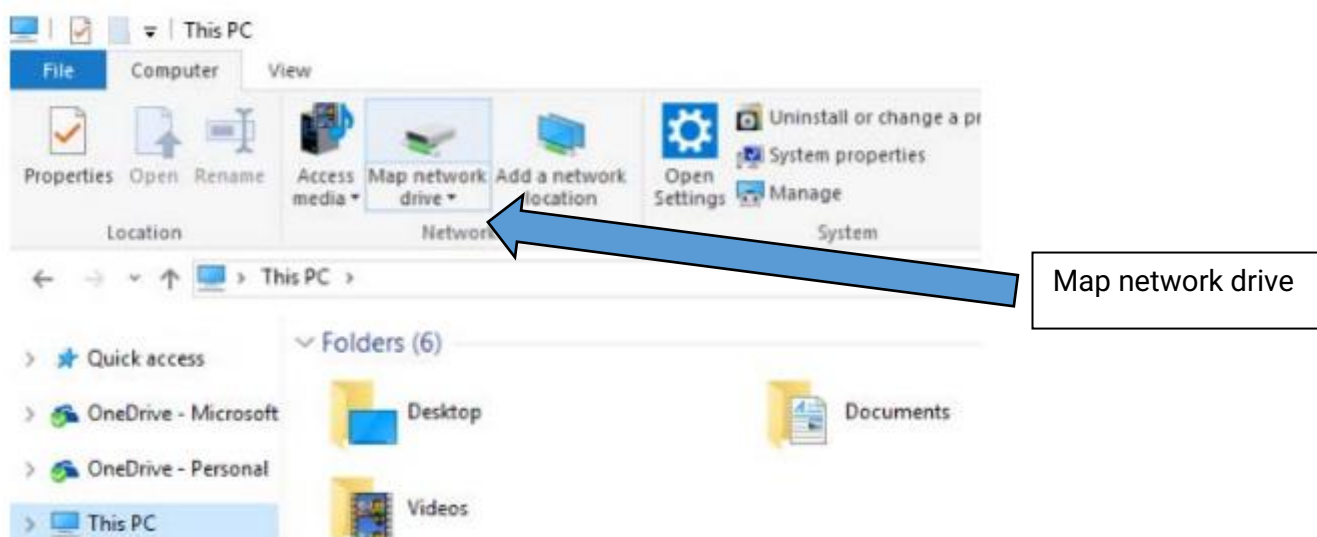 This PC
File Computer View
Properties Open Rename Access media Map network drive Add a network location Open Settings Uninstall or change a pr
System properties
Manage
Location Network System
This PC
Map network drive
Folders (6)
Quick access
Desktop Documents
OneDrive - Microsoft
OneDrive - Personal
Videos
This PC